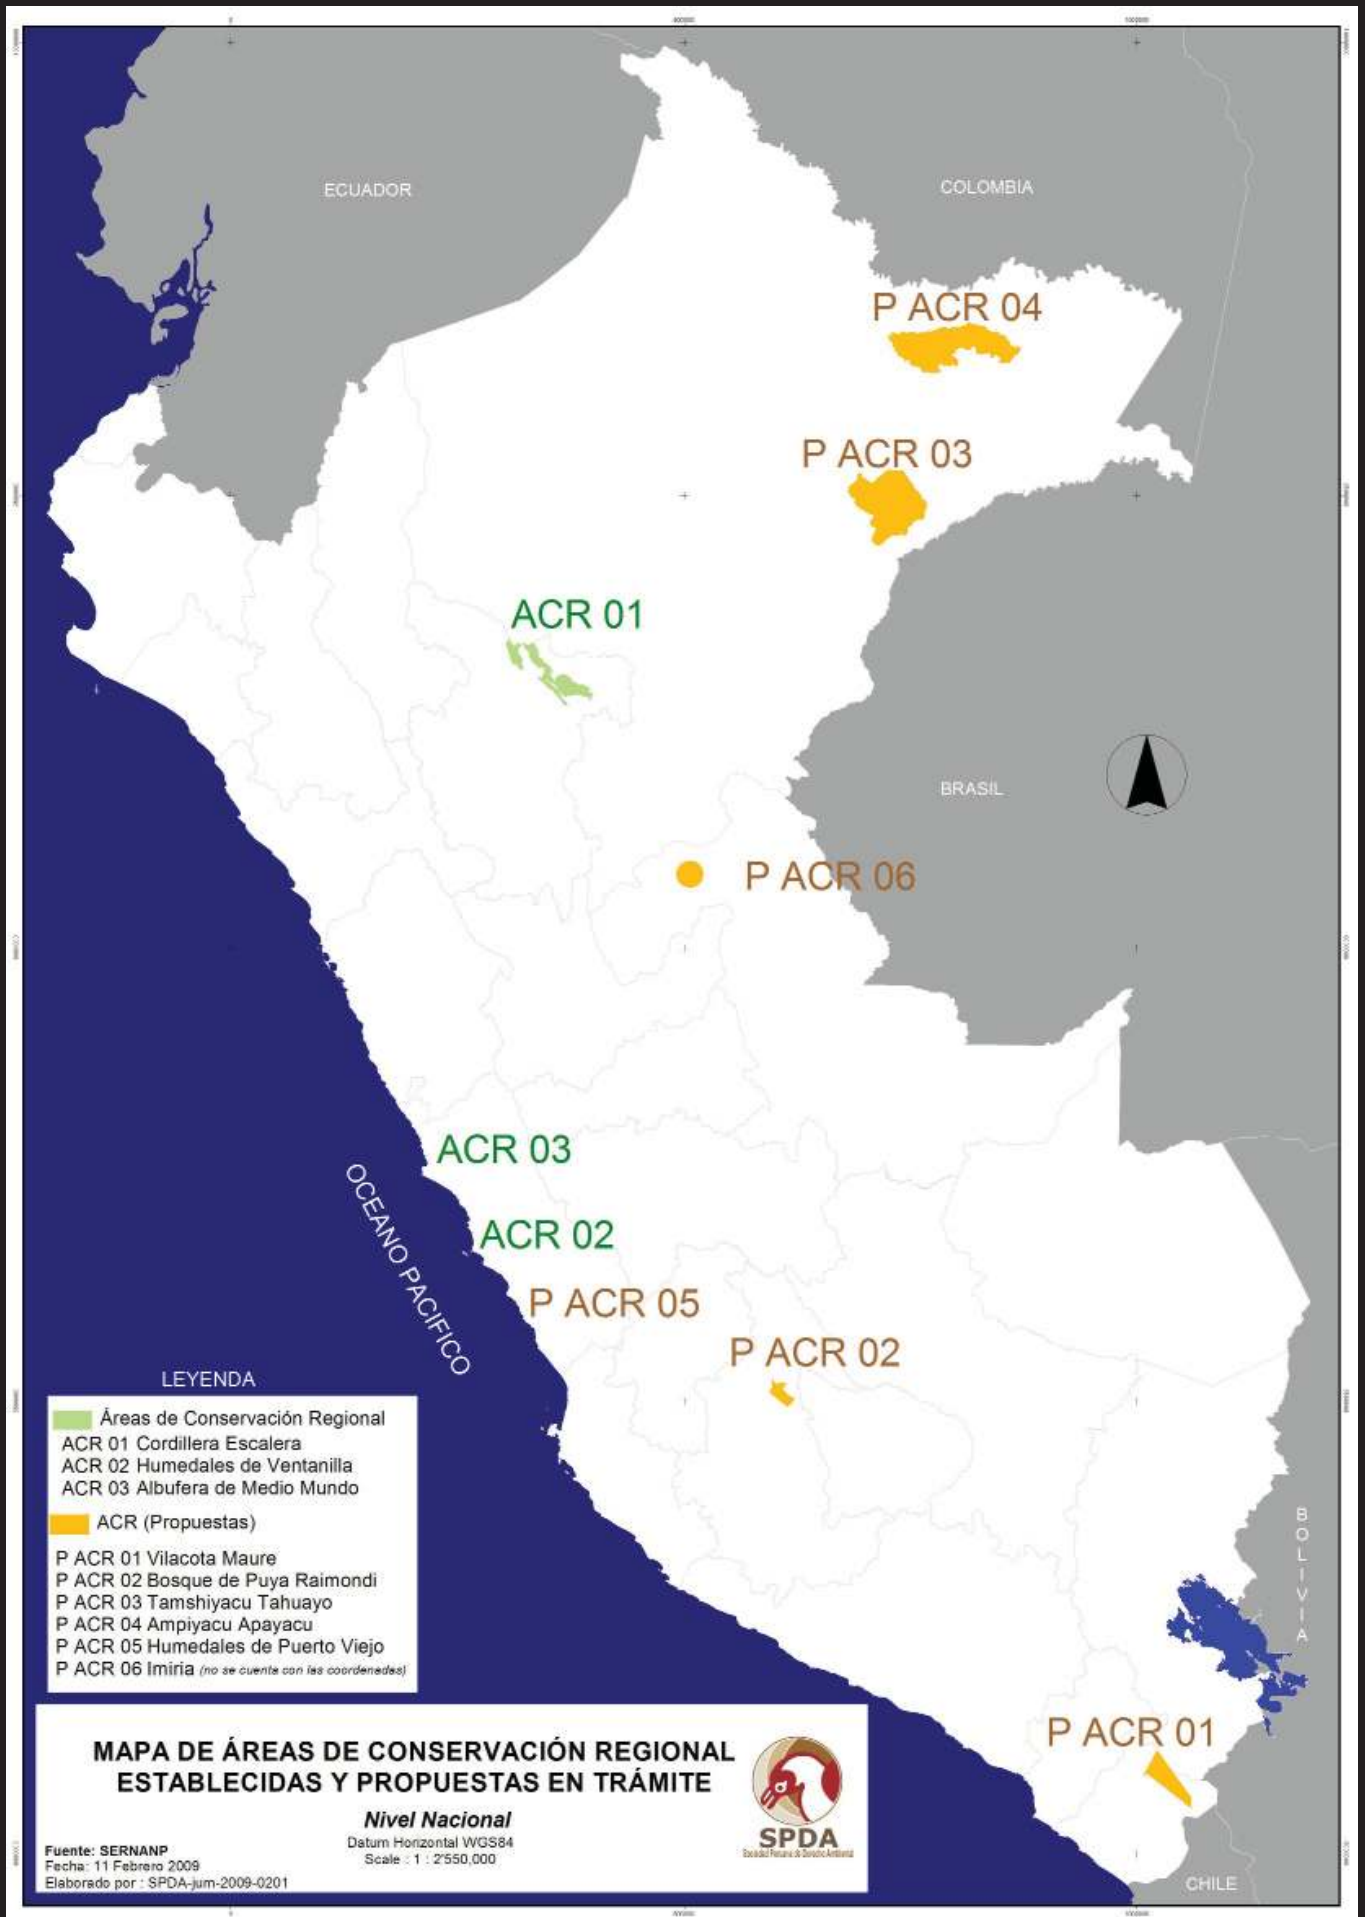 ECUADOR
COLOMBIA
P ACR 04
P ACR 03
ACR 01
BRASIL
P ACR 06
ACR 03
ACR 02
OCEANO PACIFICO
P ACR 05
P ACR 02
BOLIVIA
P ACR 01
CHILE
LEYENDA
Áreas de Conservación Regional
ACR 01 Cordillera Escalera
ACR 02 Humedales de Ventanilla
ACR 03 Albufera de Medio Mundo
ACR (Propuestas)
P ACR 01 Vilacota Maure
P ACR 02 Bosque de Puya Raimondi
P ACR 03 Tamshiyacu Tahuayo
P ACR 04 Ampiyacu Apayacu
P ACR 05 Humedales de Puerto Viejo
P ACR 06 Imiria (no se cuenta con las coordenadas)
MAPA DE ÁREAS DE CONSERVACIÓN REGIONAL
ESTABLECIDAS Y PROPUESTAS EN TRÁMITE
Nivel Nacional
Datum Horizontal WGS84
Scale : 1 : 2'550,000
Fuente: SERNANP
Fecha: 11 Febrero 2009
Elaborado por : SPDA-jum-2009-0201
SPDA
Sociedad Peruana de Derecho Ambiental